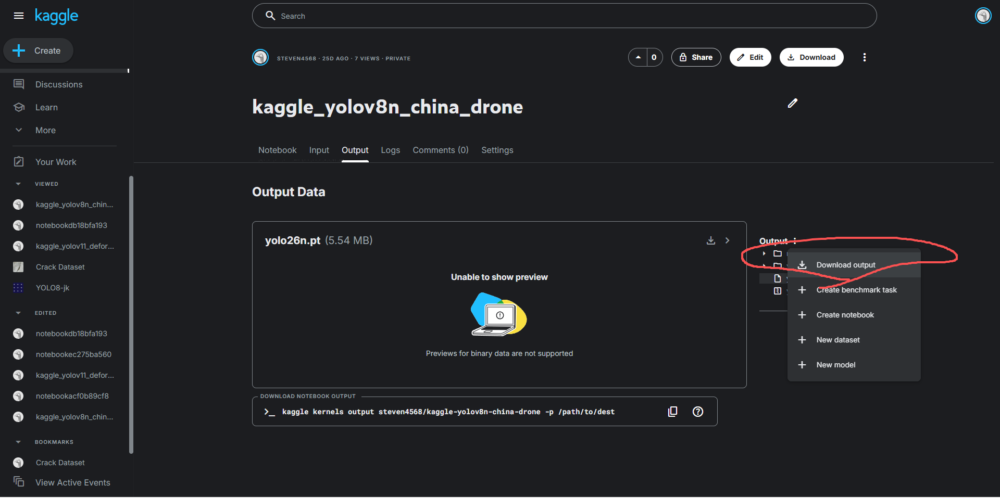 kaggle
Search
Create
STEVEN4568 · 25D AGO · 7 VIEWS · PRIVATE
0
Share
Edit
Download
Discussions
Learn
More
kaggle_yolov8n_china_drone
Notebook Input Output Logs Comments (0) Settings
Your Work
VIEWED
kaggle_yolov8n_chin...
notebookdb18bfa193
kaggle_yolov11_defor...
Crack Dataset
YOLO8-jk
EDITED
notebookdb18bfa193
notebookec275ba560
kaggle_yolov11_defor...
notebookacf0b89cf8
kaggle_yolov8n_chin...
BOOKMARKS
Crack Dataset
View Active Events
Output Data
yolo26n.pt (5.54 MB)
Unable to show preview
Previews for binary data are not supported
DOWNLOAD NOTEBOOK OUTPUT
kaggle kernels output steven4568/kaggle-yolov8n-china-drone -p /path/to/dest
Output
Download output
Create benchmark task
Create notebook
New dataset
New model